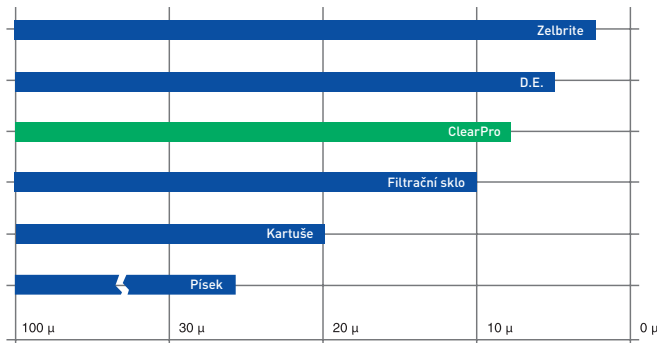 Zelbrite
D.E.
ClearPro
Filtrační sklo
Kartuše
Písek
100 µ 30 µ 20 µ 10 µ 0 µ